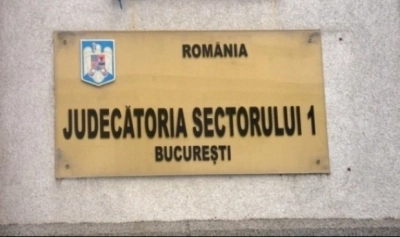 ROMÂNIA
JUDECĂTORIA SECTORULUI 1
BUCUREŞTI